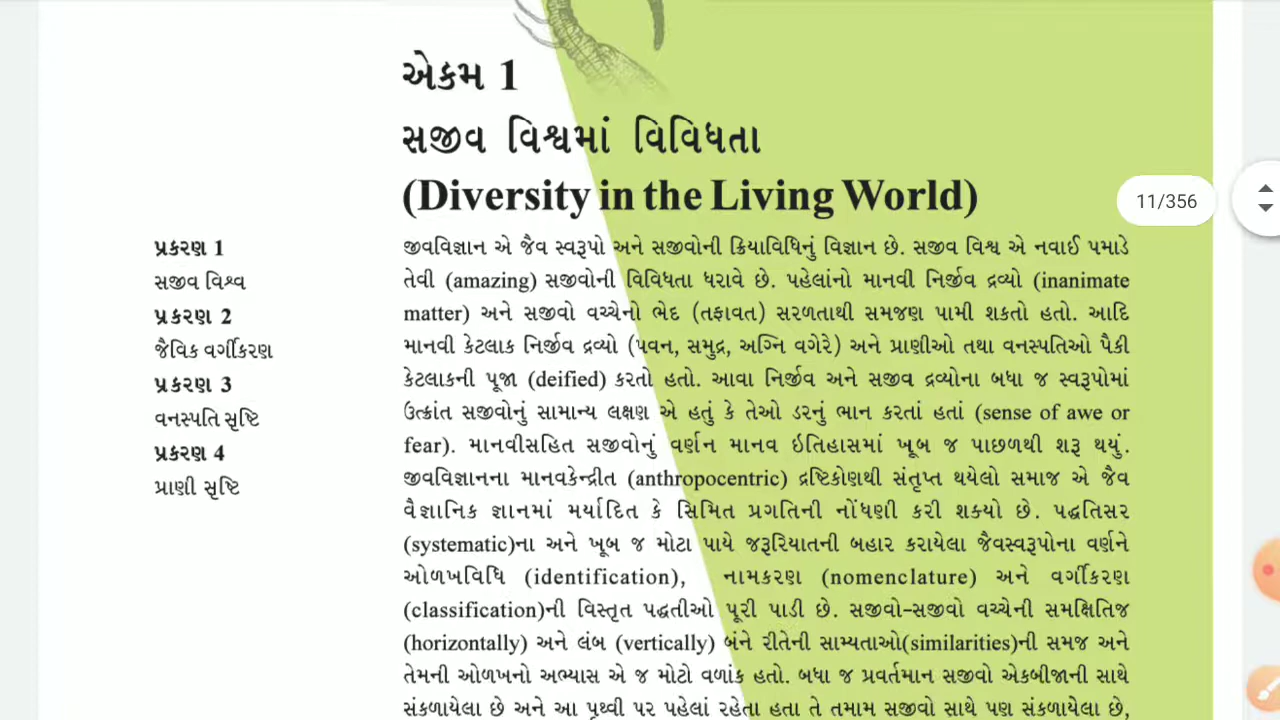 એકમ 1
સજીવ વિશ્વમાં વિવિધતા
(Diversity in the Living World)
11/356
પ્રકરણ 1
સજીવ વિશ્વ
પ્રકરણ 2
જૈવિક વર્ગીકરણ
પ્રકરણ 3
વનસ્પતિ સૃષ્ટિ
પ્રકરણ 4
પ્રાણી સૃષ્ટિ
જીવવિજ્ઞાન એ જૈવ સ્વરૂપો અને સજીવોની ક્રિયાવિધિનું વિજ્ઞાન છે. સજીવ વિશ્વ એ નવાઈ પમાડે
તેવી (amazing) સજીવોની વિવિધતા ધરાવે છે. પહેલાંનો માનવી નિર્જીવ દ્રવ્યો (inanimate
matter) અને સજીવો વચ્ચેનો ભેદ (તફાવત) સરળતાથી સમજણ પામી શકતો હતો. આદિ
માનવી કેટલાક નિર્જીવ દ્રવ્યો (પવન, સમુદ્ર, અગ્નિ વગેરે) અને પ્રાણીઓ તથા વનસ્પતિઓ પૈકી
કેટલાકની પૂજા (deified) કરતો હતો. આવા નિર્જીવ અને સજીવ દ્રવ્યોના બધા જ સ્વરૂપોમાં
ઉત્ક્રાંત સજીવોનું સામાન્ય લક્ષણ એ હતું કે તેઓ ડરનું ભાન કરતાં હતાં (sense of awe or
fear). માનવીસહિત સજીવોનું વર્ણન માનવ ઇતિહાસમાં ખૂબ જ પાછળથી શરૂ થયું.
જીવવિજ્ઞાનના માનવકેન્દ્રીત (anthropocentric) દ્રષ્ટિકોણથી સંતૃપ્ત થયેલો સમાજ એ જૈવ
વૈજ્ઞાનિક જ્ઞાનમાં મર્યાદિત કે સિમિત પ્રગતિની નોંધણી કરી શક્યો છે. પદ્ધતિસર
(systematic)ના અને ખૂબ જ મોટા પાયે જરૂરિયાતની બહાર કરાયેલા જૈવસ્વરૂપોના વર્ણને
ઓળખવિધિ (identification), નામકરણ (nomenclature) અને વર્ગીકરણ
(classification)ની વિસ્તૃત પદ્ધતીઓ પૂરી પાડી છે. સજીવો-સજીવો વચ્ચેની સમક્ષિતિજ
(horizontally) અને લંબ (vertically) બંને રીતેની સામ્યતાઓ(similarities)ની સમજ અને
તેમની ઓળખનો અભ્યાસ એ જ મોટો વળાંક હતો. બધા જ પ્રવર્તમાન સજીવો એકબીજાની સાથે
સંકળાયેલા છે અને આ પૃથ્વી પર પહેલાં રહેતા હતા તે તમામ સજીવો સાથે પણ સંકળાયેલા છે,